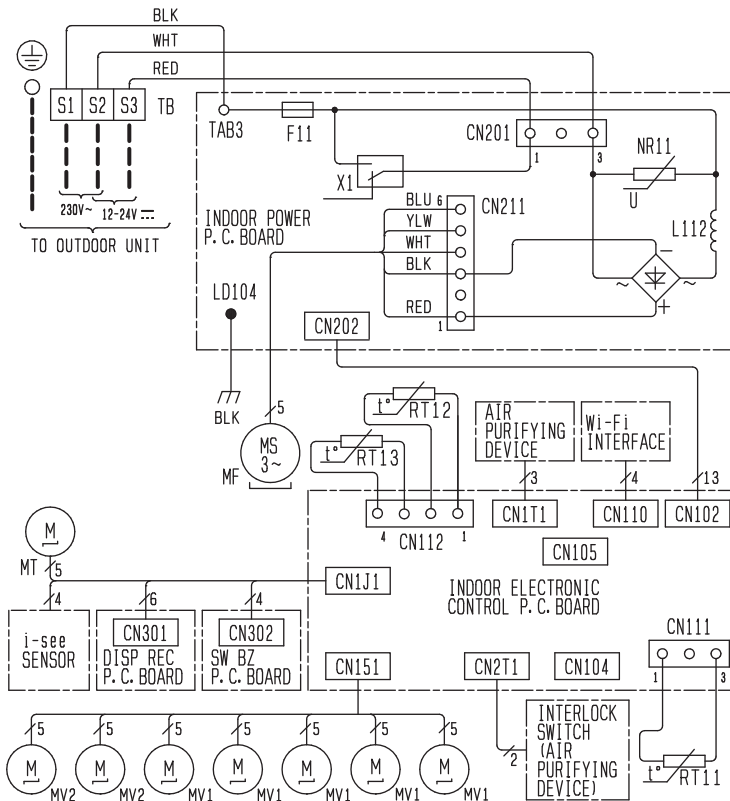 BLK
WHT
RED
S1 S2 S3 TB
230V~ 12-24V ⎓
TO OUTDOOR UNIT
TAB3
F11
CN201
1
3
X1
NR11
U
L112
INDOOR POWER
P.C.BOARD
BLU 6
YLW
WHT
BLK
RED
1
CN211
~
~
−
+
LD104
BLK
CN202
5
MS
3~
MF
t° RT12
t° RT13
AIR
PURIFYING
DEVICE
Wi-Fi
INTERFACE
3
4
13
4
1
CN112
CN1T1
CN110
CN102
CN105
M
MT
5
CN1J1
INDOOR ELECTRONIC
CONTROL P.C.BOARD
4
6
4
i-see
SENSOR
CN301
DISP REC
P.C.BOARD
CN302
SW BZ
P.C.BOARD
CN151
CN2T1
CN104
CN111
1
3
2
INTERLOCK
SWITCH
(AIR
PURIFYING
DEVICE)
t° RT11
5 5 5 5 5 5 5
M M M M M M M
MV2 MV2 MV1 MV1 MV1 MV1 MV1